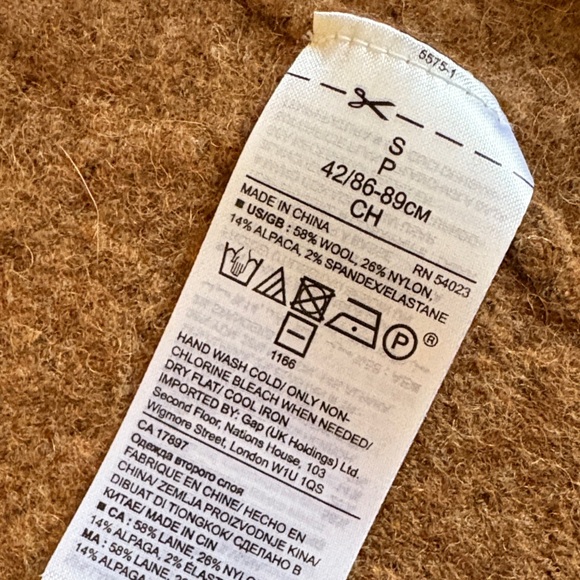 5575-1
S
P
42/86-89CM
CH
MADE IN CHINA RN 54023
■ US/GB : 58% WOOL, 26% NYLON,
14% ALPACA, 2% SPANDEX/ELASTANE
P ®
1166
HAND WASH COLD/ ONLY NON-
CHLORINE BLEACH WHEN NEEDED/
DRY FLAT/ COOL IRON
IMPORTED BY: Gap (UK Holdings) Ltd.
Second Floor, Nations House, 103
Wigmore Street, London W1U 1QS
CA 17897
Одежда второго слоя
FABRIQUÉ EN CHINE/ HECHO EN
CHINA/ ZEMLJA PROIZVODNJE KINA/
DIBUAT DI TIONGKOK/ СДЕЛАНО В
КИТАЕ/ MADE IN CIN
■ CA : 58% LAINE, 26% NYLO
14% ALPAGA, 2% ÉLAST
MA : 58% LAINE, 26
14% ALPAGA